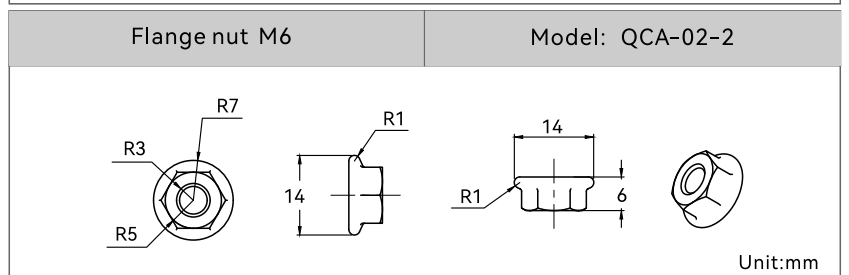 Flange nut M6
Model: QCA-02-2
R7
R1
R3
14
14
R1
6
R5
Unit:mm